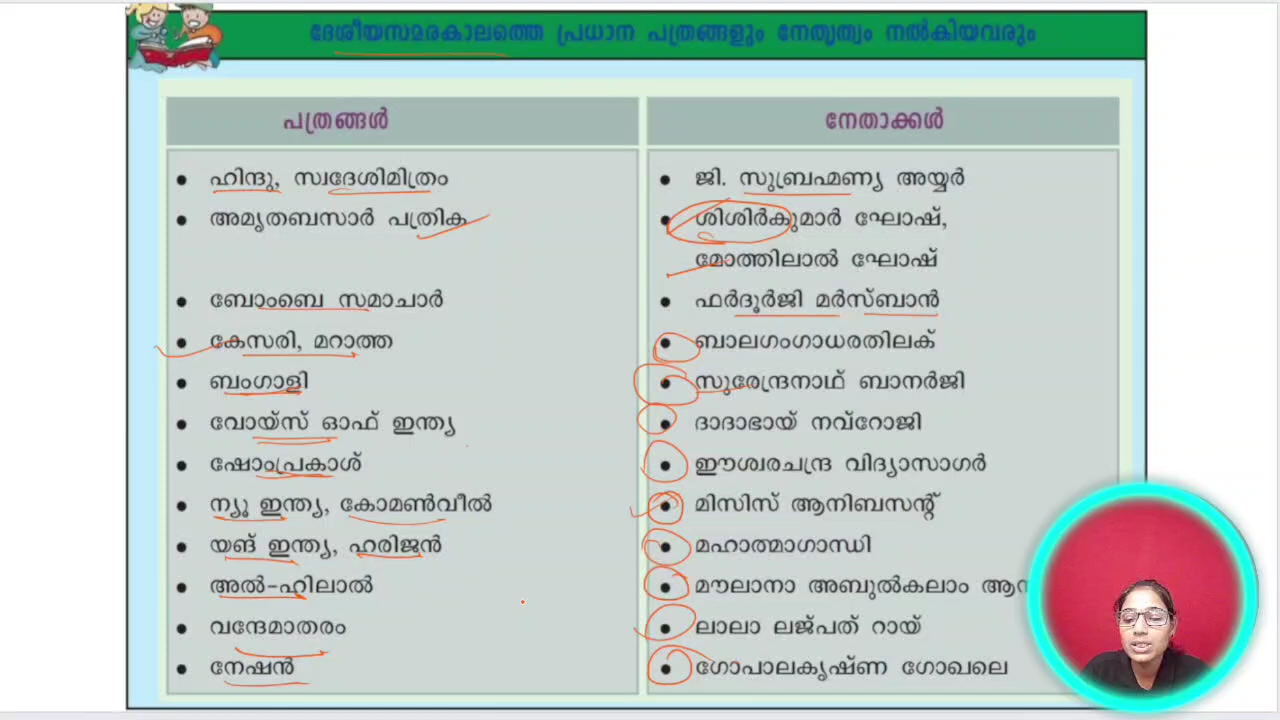 ദേശീയസമരകാലത്തെ പ്രധാന പത്രങ്ങളും നേതൃത്വം നൽകിയവരും
പത്രങ്ങൾ
നേതാക്കൾ
ഹിന്ദു, സ്വദേശിമിത്രം
ജി. സുബ്രഹ്മണ്യ അയ്യർ
അമൃതബസാർ പത്രിക
ശിശിർകുമാർ ഘോഷ്,
മോത്തിലാൽ ഘോഷ്
ബോംബെ സമാചാർ
ഫർദൂർജി മർസ്ബാൻ
കേസരി, മറാത്ത
ബാലഗംഗാധരതിലക്
ബംഗാളി
സുരേന്ദ്രനാഥ് ബാനർജി
വോയ്സ് ഓഫ് ഇന്ത്യ
ദാദാഭായ് നവ്റോജി
ഷോംപ്രകാശ്
ഈശ്വരചന്ദ്ര വിദ്യാസാഗർ
ന്യൂ ഇന്ത്യ, കോമൺവീൽ
മിസിസ് ആനിബസന്റ്
യങ് ഇന്ത്യ, ഹരിജൻ
മഹാത്മാഗാന്ധി
അൽ-ഹിലാൽ
മൗലാനാ അബുൽകലാം
വന്ദേമാതരം
ലാലാ ലജ്പത് റായ്
നേഷൻ
ഗോപാലകൃഷ്ണ ഗോഖലെ